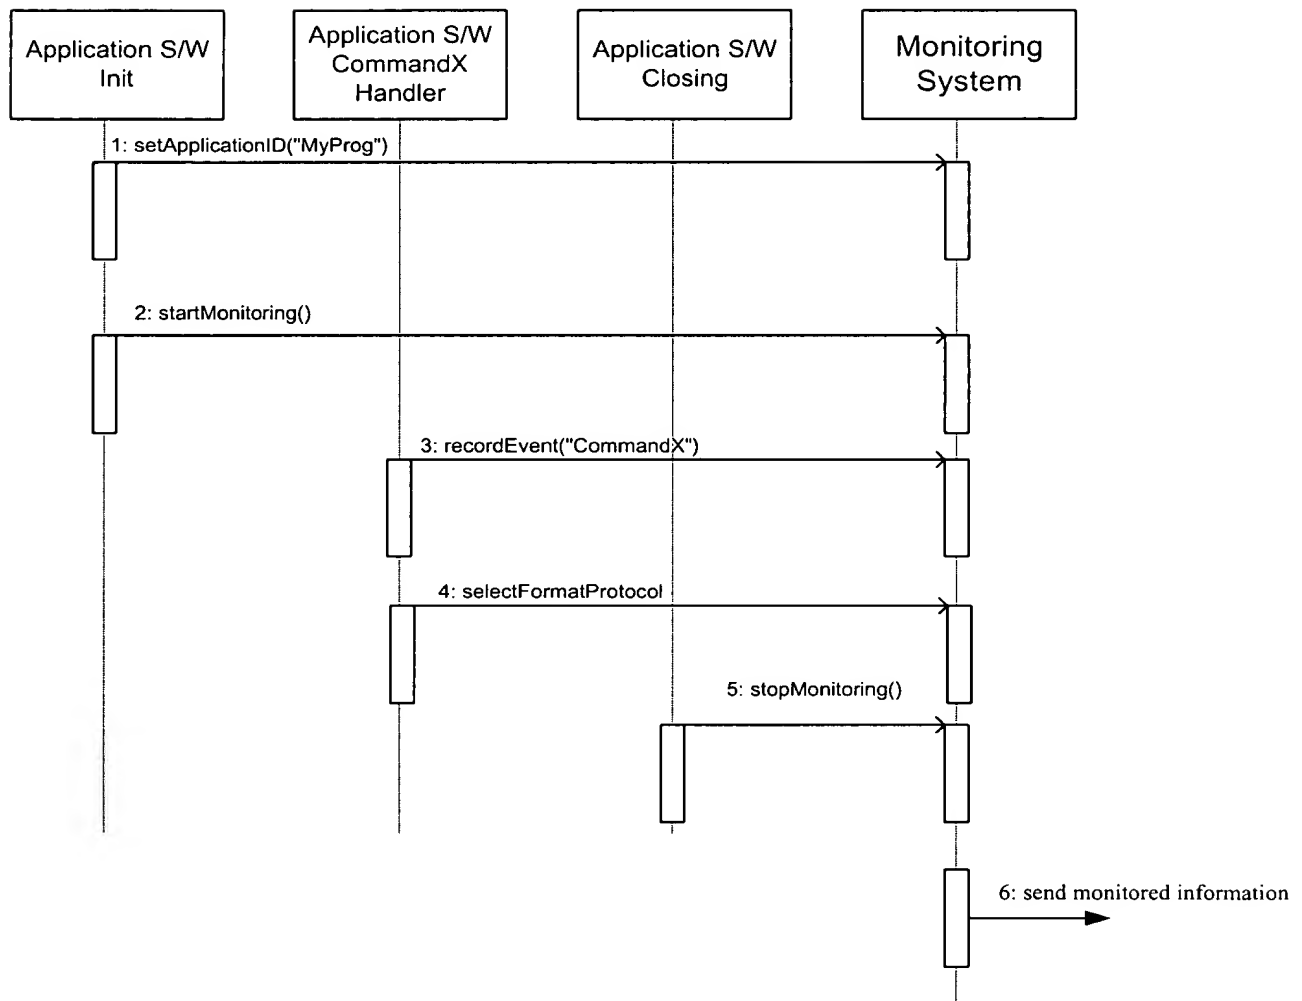 Application S/W
Init
Application S/W
CommandX
Handler
Application S/W
Closing
Monitoring
System
1: setApplicationID("MyProg")
2: startMonitoring()
3: recordEvent("CommandX")
4: selectFormatProtocol
5: stopMonitoring()
6: send monitored information